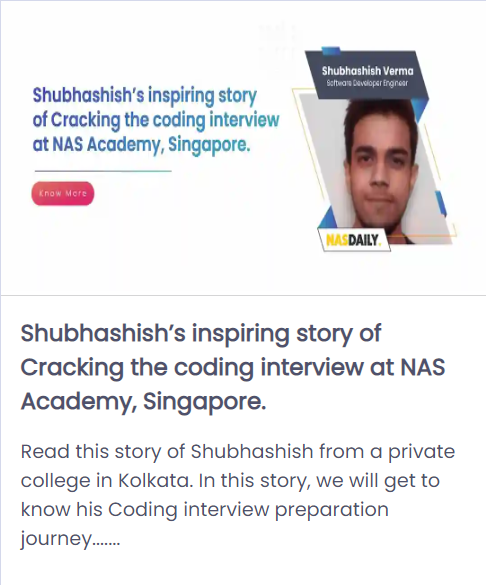 Shubhashish Verma
Software Developer Engineer
Shubhashish's inspiring story
of Cracking the coding interview
at NAS Academy, Singapore.
Know More
NASDAILY.
Shubhashish's inspiring story of
Cracking the coding interview at NAS
Academy, Singapore.
Read this story of Shubhashish from a private
college in Kolkata. In this story, we will get to
know his Coding interview preparation
journey.......